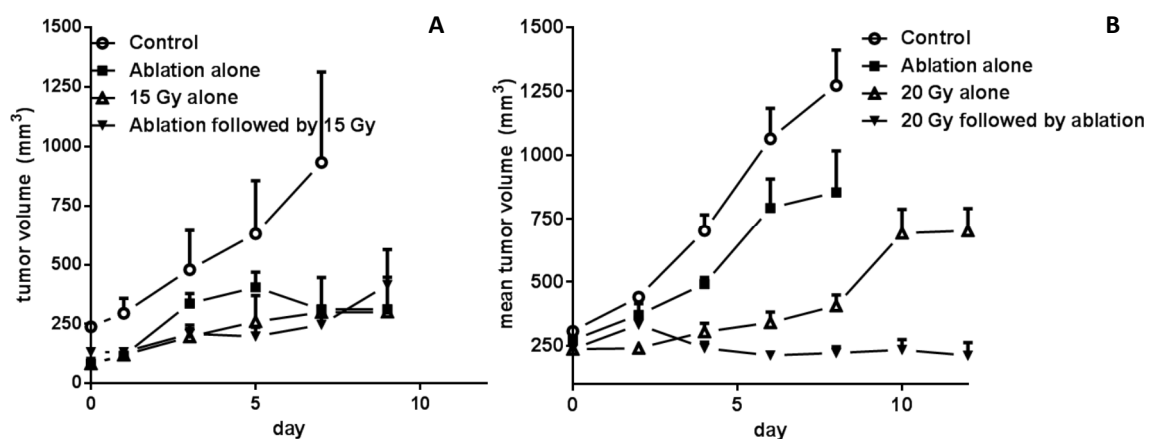 A
tumor volume (mm3)
1500
1250
1000
750
500
250
0
Control
Ablation alone
15 Gy alone
Ablation followed by 15 Gy
0 5 10
day
B
mean tumor volume (mm3)
1500
1250
1000
750
500
250
Control
Ablation alone
20 Gy alone
20 Gy followed by ablation
0 5 10
day